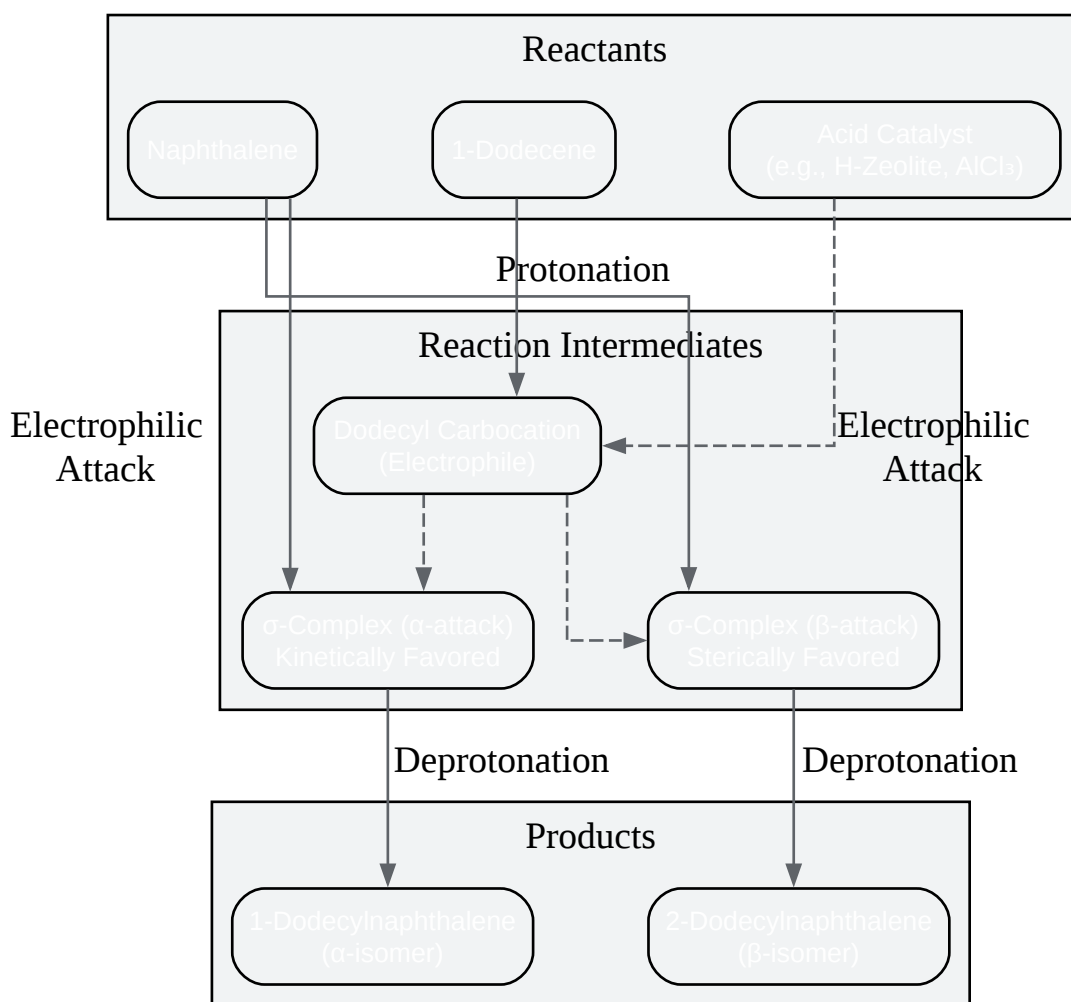 Reactants
Naphthalene
1-Dodecene
Acid Catalyst
(e.g., H-Zeolite, AlCl₃)
Protonation
Reaction Intermediates
Electrophilic
Attack
Dodecyl Carbocation
(Electrophile)
Electrophilic
Attack
σ-Complex (α-attack)
Kinetically Favored
σ-Complex (β-attack)
Sterically Favored
Deprotonation
Deprotonation
Products
1-Dodecylnaphthalene
(α-isomer)
2-Dodecylnaphthalene
(β-isomer)